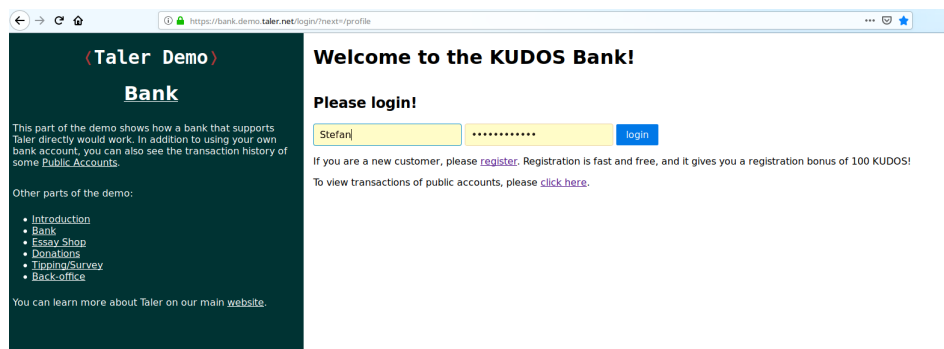 https://bank.demo.taler.net/login/?next=/profile
⟨Taler Demo⟩
Bank
This part of the demo shows how a bank that supports
Taler directly would work. In addition to using your own
bank account, you can also see the transaction history of
some Public Accounts.
Other parts of the demo:
• Introduction
• Bank
• Essay Shop
• Donations
• Tipping/Survey
• Back-office
You can learn more about Taler on our main website.
Welcome to the KUDOS Bank!
Please login!
Stefan •••••••••••• login
If you are a new customer, please register. Registration is fast and free, and it gives you a registration bonus of 100 KUDOS!
To view transactions of public accounts, please click here.